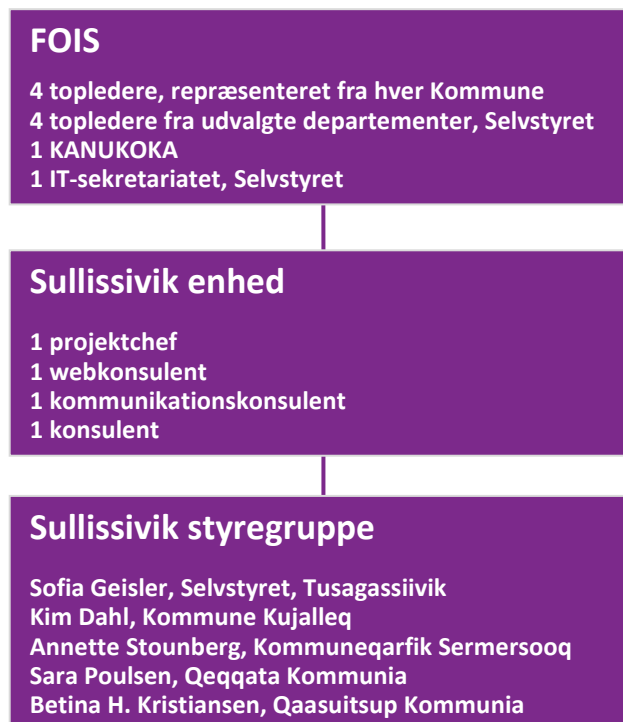 FOIS
4 topledere, repræsenteret fra hver Kommune
4 topledere fra udvalgte departementer, Selvstyret
1 KANUKOKA
1 IT-sekretariatet, Selvstyret
Sullissivik enhed
1 projektchef
1 webkonsulent
1 kommunikationskonsulent
1 konsulent
Sullissivik styregruppe
Sofia Geisler, Selvstyret, Tusagassiivik
Kim Dahl, Kommune Kujalleq
Annette Stounberg, Kommuneqarfik Sermersooq
Sara Poulsen, Qeqqata Kommunia
Betina H. Kristiansen, Qaasuitsup Kommunia